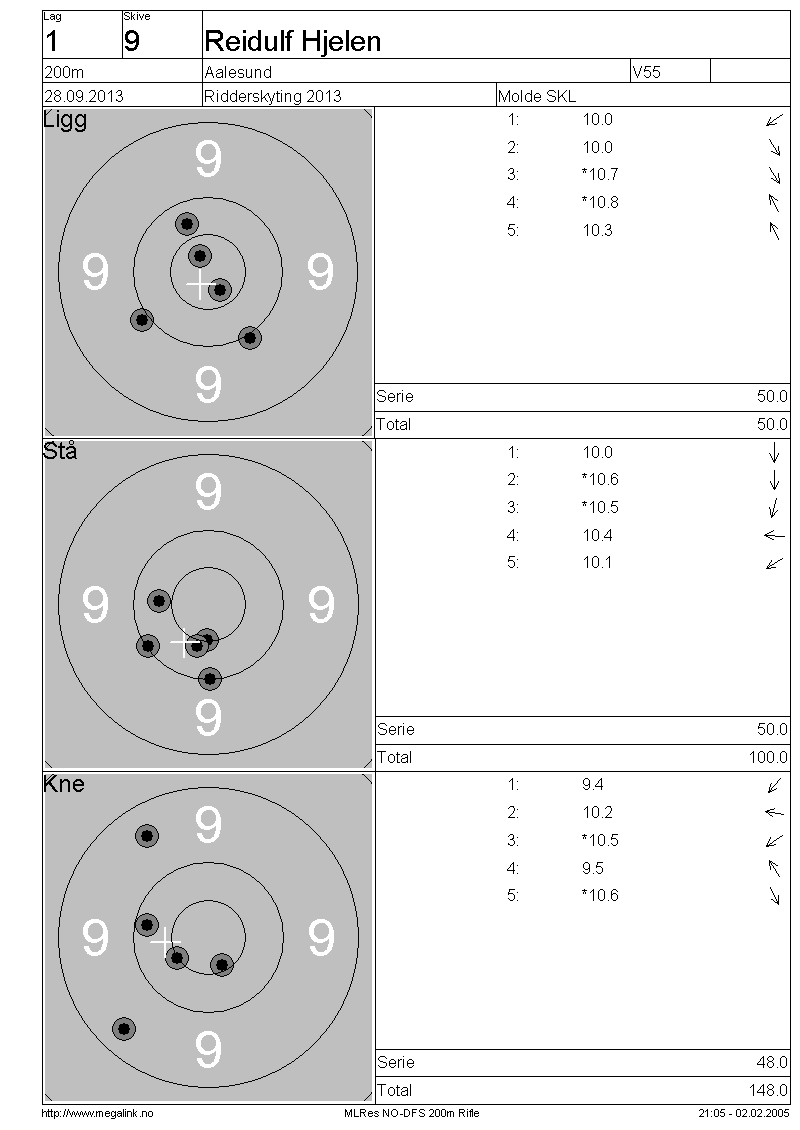 Lag Skive
1 9 Reidulf Hjelen
200m Aalesund V55
28.09.2013 Ridderskyting 2013 Molde SKL
Ligg
9
9 9
9
1: 10.0
2: 10.0
3: *10.7
4: *10.8
5: 10.3
Serie 50.0
Total 50.0
Stå
9
9 9
9
1: 10.0
2: *10.6
3: *10.5
4: 10.4
5: 10.1
Serie 50.0
Total 100.0
Kne
9
9 9
9
1: 9.4
2: 10.2
3: *10.5
4: 9.5
5: *10.6
Serie 48.0
Total 148.0
http://www.megalink.no MLRes NO-DFS 200m Rifle 21:05 - 02.02.2005